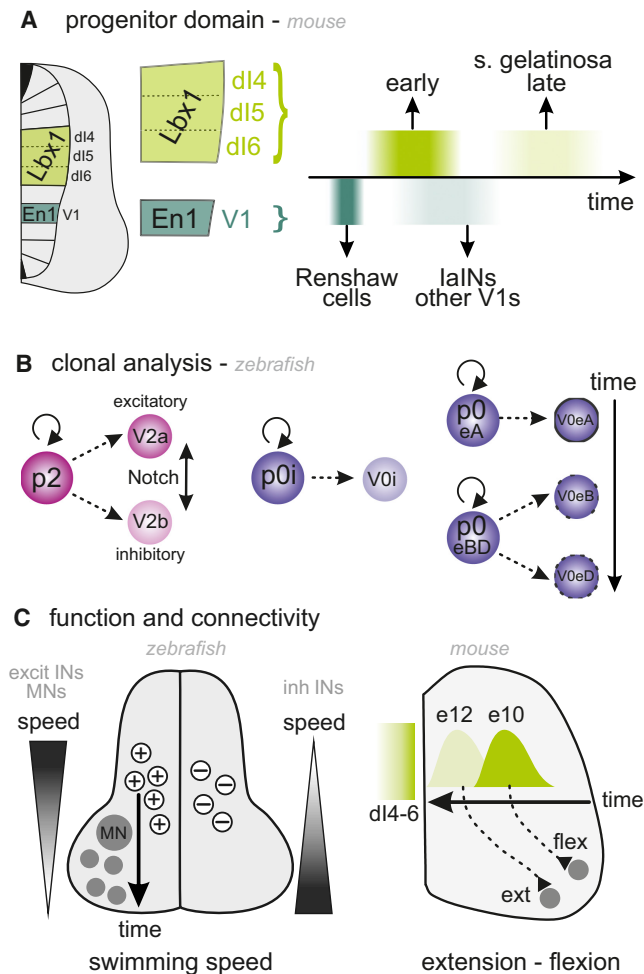 A progenitor domain - mouse
dI4
dI5
dI6
Lbx1
En1 V1
Lbx1
dI4
dI5
dI6
En1 V1
early
s. gelatinosa
late
time
Renshaw
cells
IaINs
other V1s
B clonal analysis - zebrafish
p2
excitatory
V2a
Notch
V2b
inhibitory
p0i
V0i
p0
eA
V0eA
p0
eBD
V0eB
V0eD
time
C function and connectivity
zebrafish
excit INs
MNs
speed
+
+
+
+
+
−
−
−
−
MN
time
inh INs
speed
swimming speed
mouse
e12
e10
dI4-6
time
flex
ext
extension - flexion